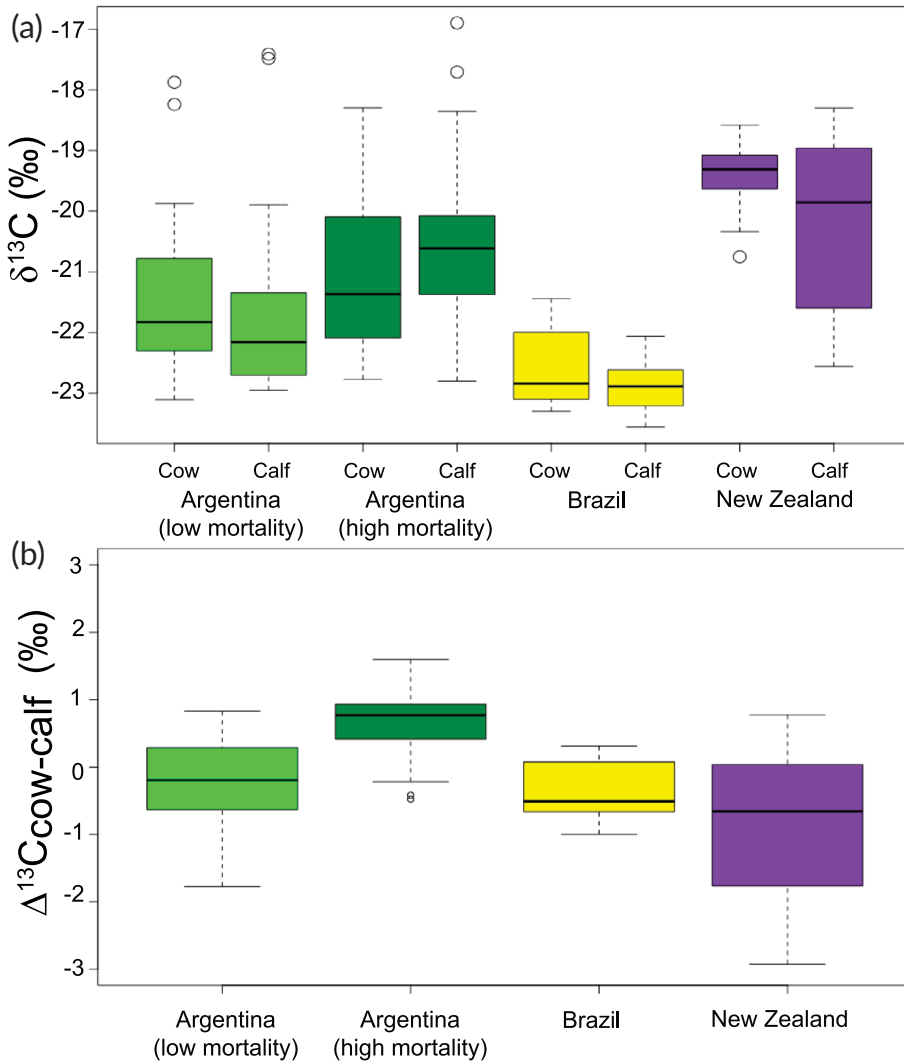 (a)
δ¹³C (‰)
-17
-18
-19
-20
-21
-22
-23
Cow Calf Cow Calf Cow Calf Cow Calf
Argentina Argentina Brazil New Zealand
(low mortality) (high mortality)
(b)
Δ¹³Ccow-calf (‰)
3
2
1
0
-1
-2
-3
Argentina Argentina Brazil New Zealand
(low mortality) (high mortality)